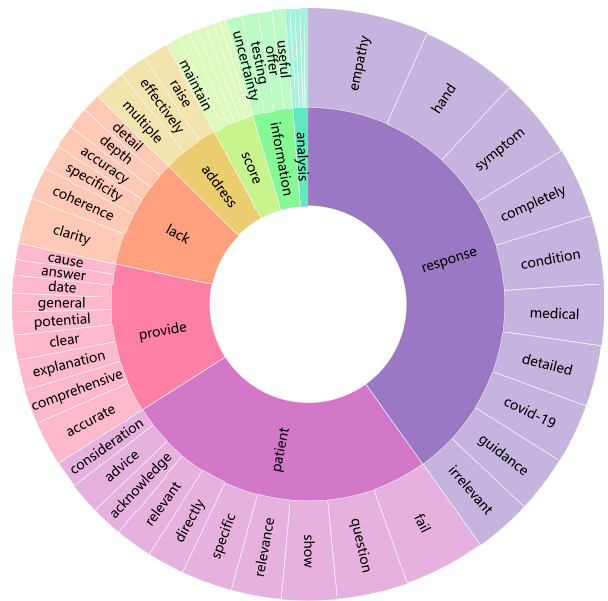 response
empathy
hand
symptom
completely
condition
medical
detailed
covid-19
guidance
irrelevant
patient
fail
question
show
relevance
specific
directly
relevant
acknowledge
advice
consideration
provide
accurate
comprehensive
explanation
clear
potential
general
date
answer
cause
lack
clarity
coherence
specificity
accuracy
depth
detail
address
multiple
effectively
raise
score
maintain
information
uncertainty
testing
offer
useful
analysis